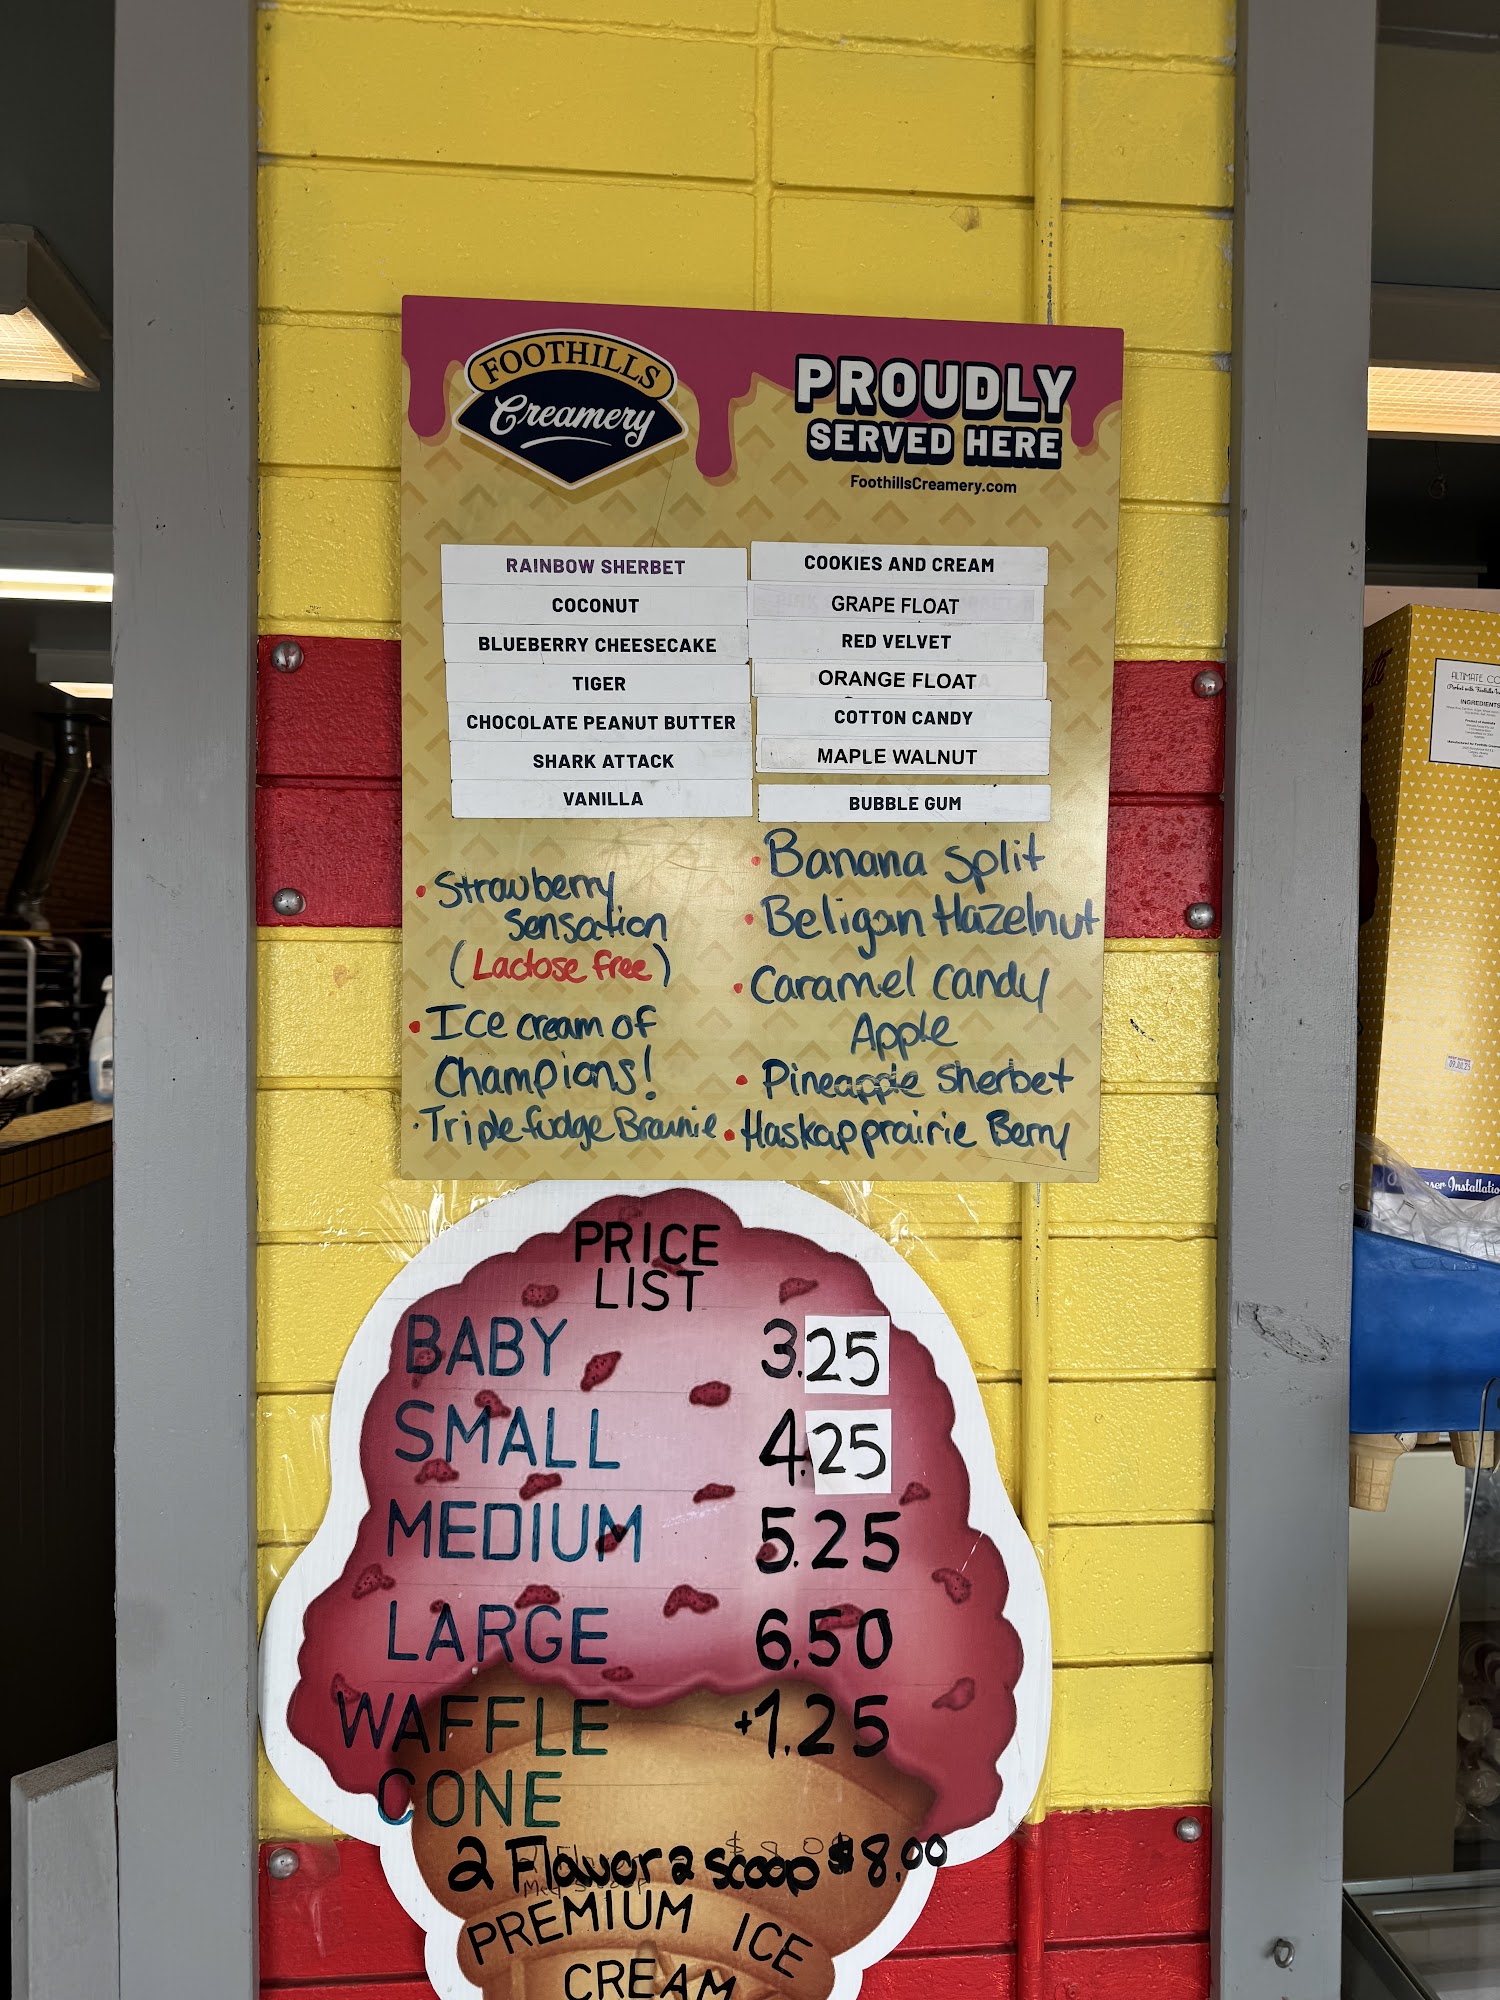 FOOTHILLS
Creamery
PROUDLY
SERVED HERE
FoothillsCreamery.com
RAINBOW SHERBET
COCONUT
BLUEBERRY CHEESECAKE
TIGER
CHOCOLATE PEANUT BUTTER
SHARK ATTACK
VANILLA
COOKIES AND CREAM
GRAPE FLOAT
RED VELVET
ORANGE FLOAT
COTTON CANDY
MAPLE WALNUT
BUBBLE GUM
• Strawberry
Sensation
(Lactose free)
• Ice cream of
Champions!
• Triple fudge Brownie
• Banana Split
• Beligan Hazelnut
• Caramel Candy
Apple
• Pineapple Sherbet
• Haskap prairie Berry
PRICE
LIST
BABY 3.25
SMALL 4.25
MEDIUM 5.25
LARGE 6.50
WAFFLE +1.25
CONE
2 Flavor 2 scoop $8.00
PREMIUM ICE
CREAM
INGREDIENTS